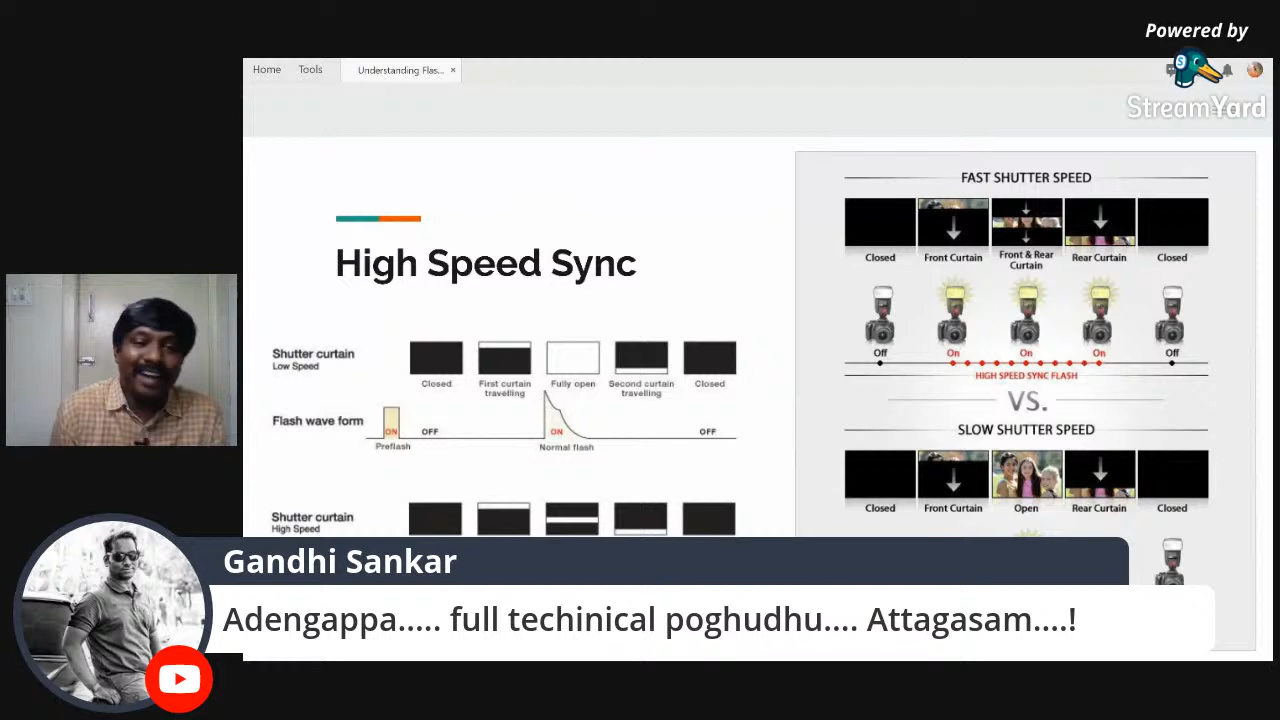 Powered by
StreamYard
Home Tools Understanding Flas... ×
High Speed Sync
Shutter curtain
Low Speed
Closed First curtain travelling Fully open Second curtain travelling Closed
Flash wave form
ON OFF ON OFF
Preflash Normal flash
Shutter curtain
High Speed
FAST SHUTTER SPEED
Closed Front Curtain Front & Rear Curtain Rear Curtain Closed
Off On On On Off
HIGH SPEED SYNC FLASH
VS.
SLOW SHUTTER SPEED
Closed Front Curtain Open Rear Curtain Closed
Gandhi Sankar
Adengappa..... full techinical poghudhu.... Attagasam....!